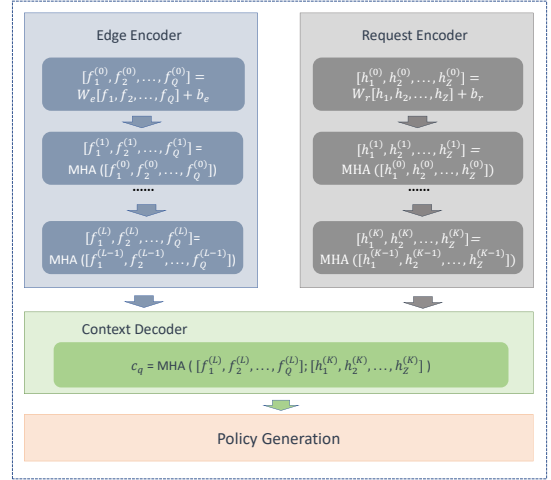 Edge Encoder
[f_1^{(0)}, f_2^{(0)}, ..., f_Q^{(0)}] =
W_e[f_1, f_2, ..., f_Q] + b_e
[f_1^{(1)}, f_2^{(1)}, ..., f_Q^{(1)}] =
MHA ([f_1^{(0)}, f_2^{(0)}, ..., f_Q^{(0)}])
......
[f_1^{(L)}, f_2^{(L)}, ..., f_Q^{(L)}]=
MHA ([f_1^{(L-1)}, f_2^{(L-1)}, ..., f_Q^{(L-1)}])
Request Encoder
[h_1^{(0)}, h_2^{(0)}, ..., h_Z^{(0)}] =
W_r[h_1, h_2, ..., h_Z] + b_r
[h_1^{(1)}, h_2^{(1)}, ..., h_Z^{(1)}] =
MHA ([h_1^{(0)}, h_2^{(0)}, ..., h_Z^{(0)}])
......
[h_1^{(K)}, h_2^{(K)}, ..., h_Z^{(K)}]=
MHA ([h_1^{(K-1)}, h_2^{(K-1)}, ..., h_Z^{(K-1)}])
Context Decoder
c_q = MHA ( [f_1^{(L)}, f_2^{(L)}, ..., f_Q^{(L)}]; [h_1^{(K)}, h_2^{(K)}, ..., h_Z^{(K)}] )
Policy Generation